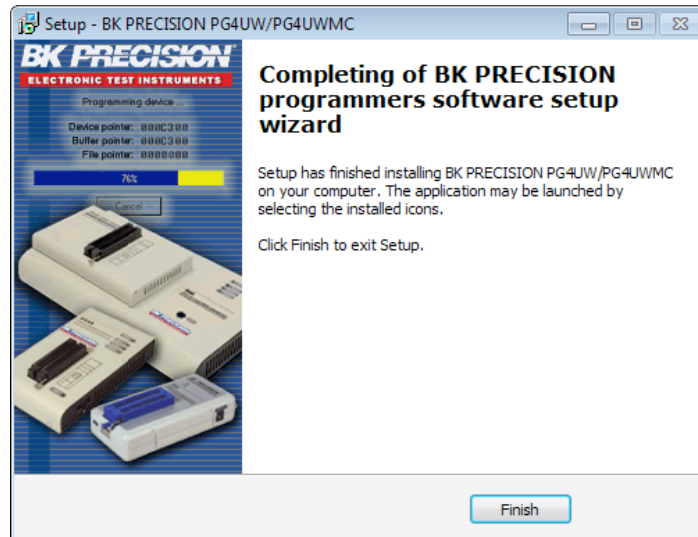 Setup - BK PRECISION PG4UW/PG4UWMC
BK PRECISION
ELECTRONIC TEST INSTRUMENTS
Programming device ...
Device pointer: 000C300
Buffer pointer: 000C300
File pointer: 0000000
76%
Cancel
Completing of BK PRECISION
programmers software setup
wizard
Setup has finished installing BK PRECISION PG4UW/PG4UWMC
on your computer. The application may be launched by
selecting the installed icons.
Click Finish to exit Setup.
Finish